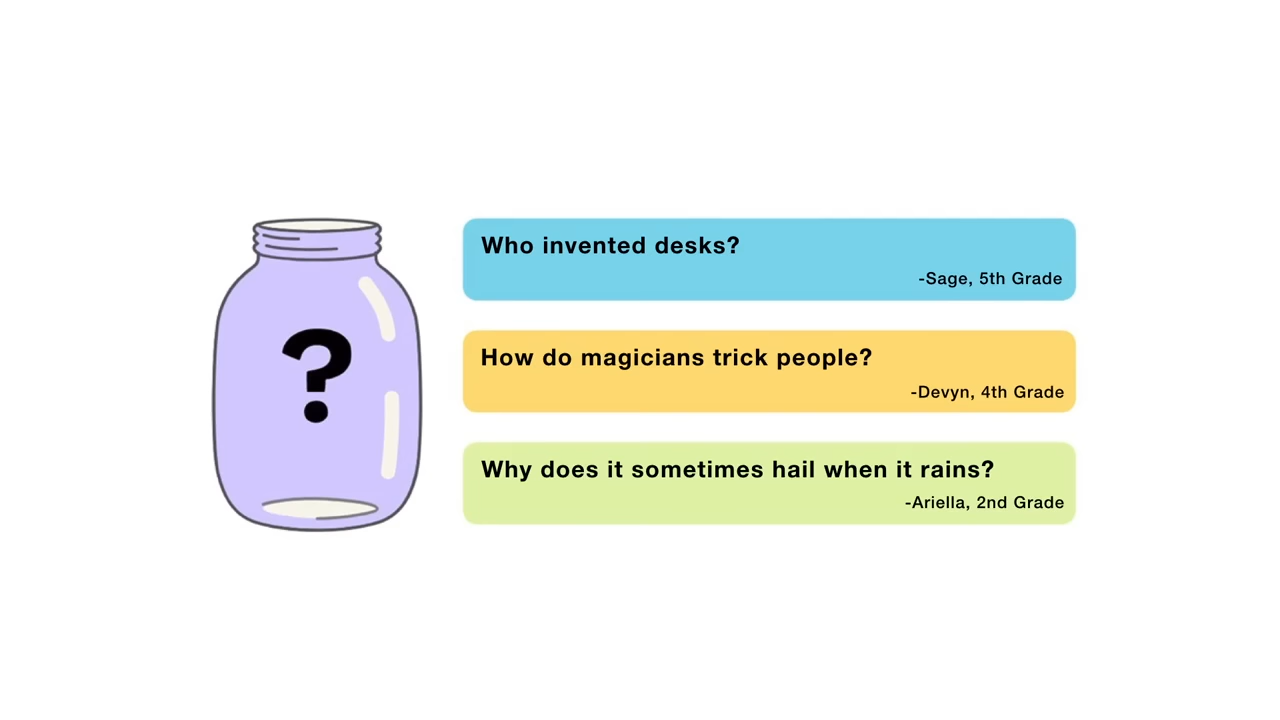 ?
Who invented desks?
-Sage, 5th Grade
How do magicians trick people?
-Devyn, 4th Grade
Why does it sometimes hail when it rains?
-Ariella, 2nd Grade